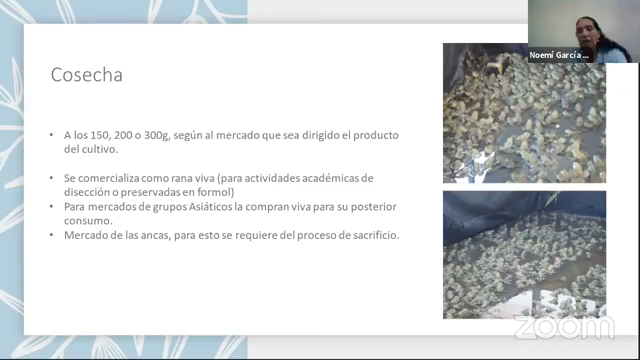 Noemí García ...
Cosecha
• A los 150, 200 o 300g, según al mercado que sea dirigido el producto
del cultivo.
• Se comercializa como rana viva (para actividades académicas de
disección o preservadas en formol)
• Para mercados de grupos Asiáticos la compran viva para su posterior
consumo.
• Mercado de las ancas, para esto se requiere del proceso de sacrificio.
zoom